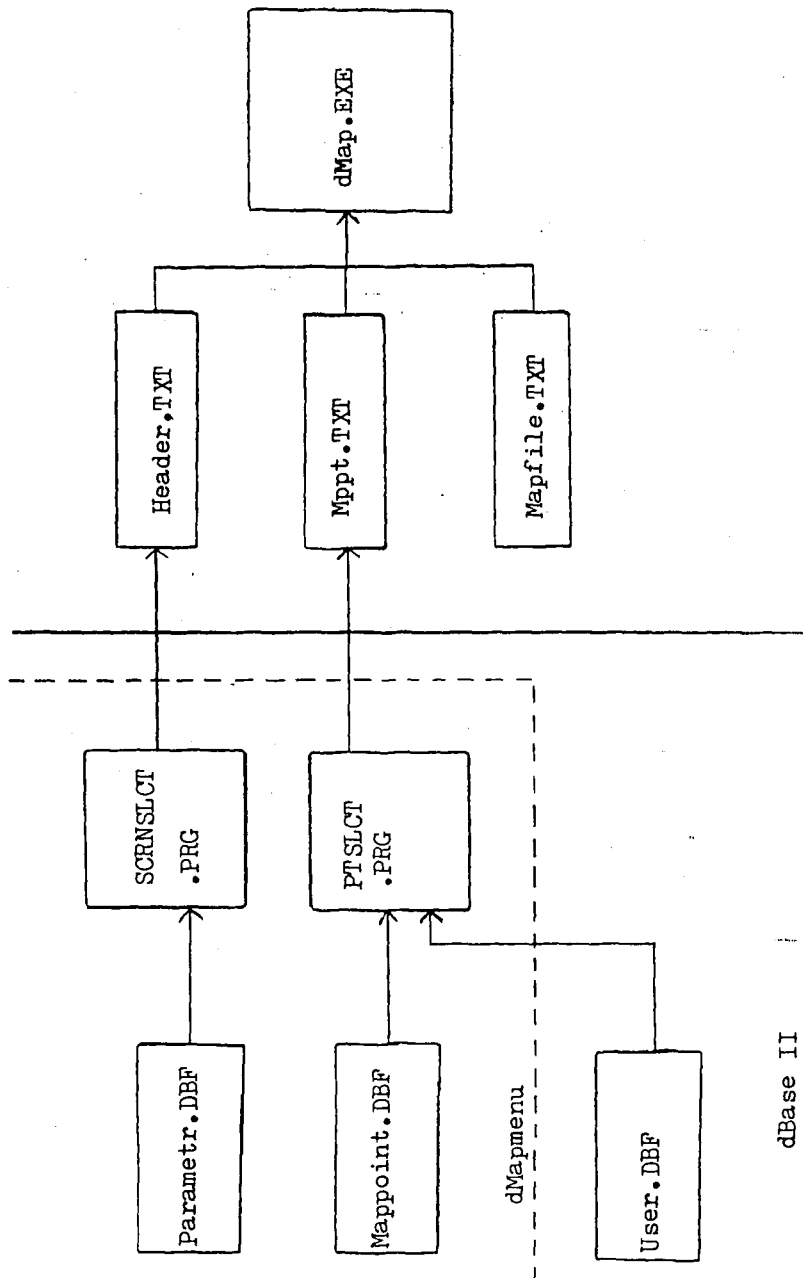 Parametr.DBF
SCRNSLCT
.PRG
Header,TXT
Mappoint.DBF
PTSLCT
.PRG
Mppt.TXT
dMap.EXE
dMapmenu
User.DBF
Mapfile.TXT
dBase II